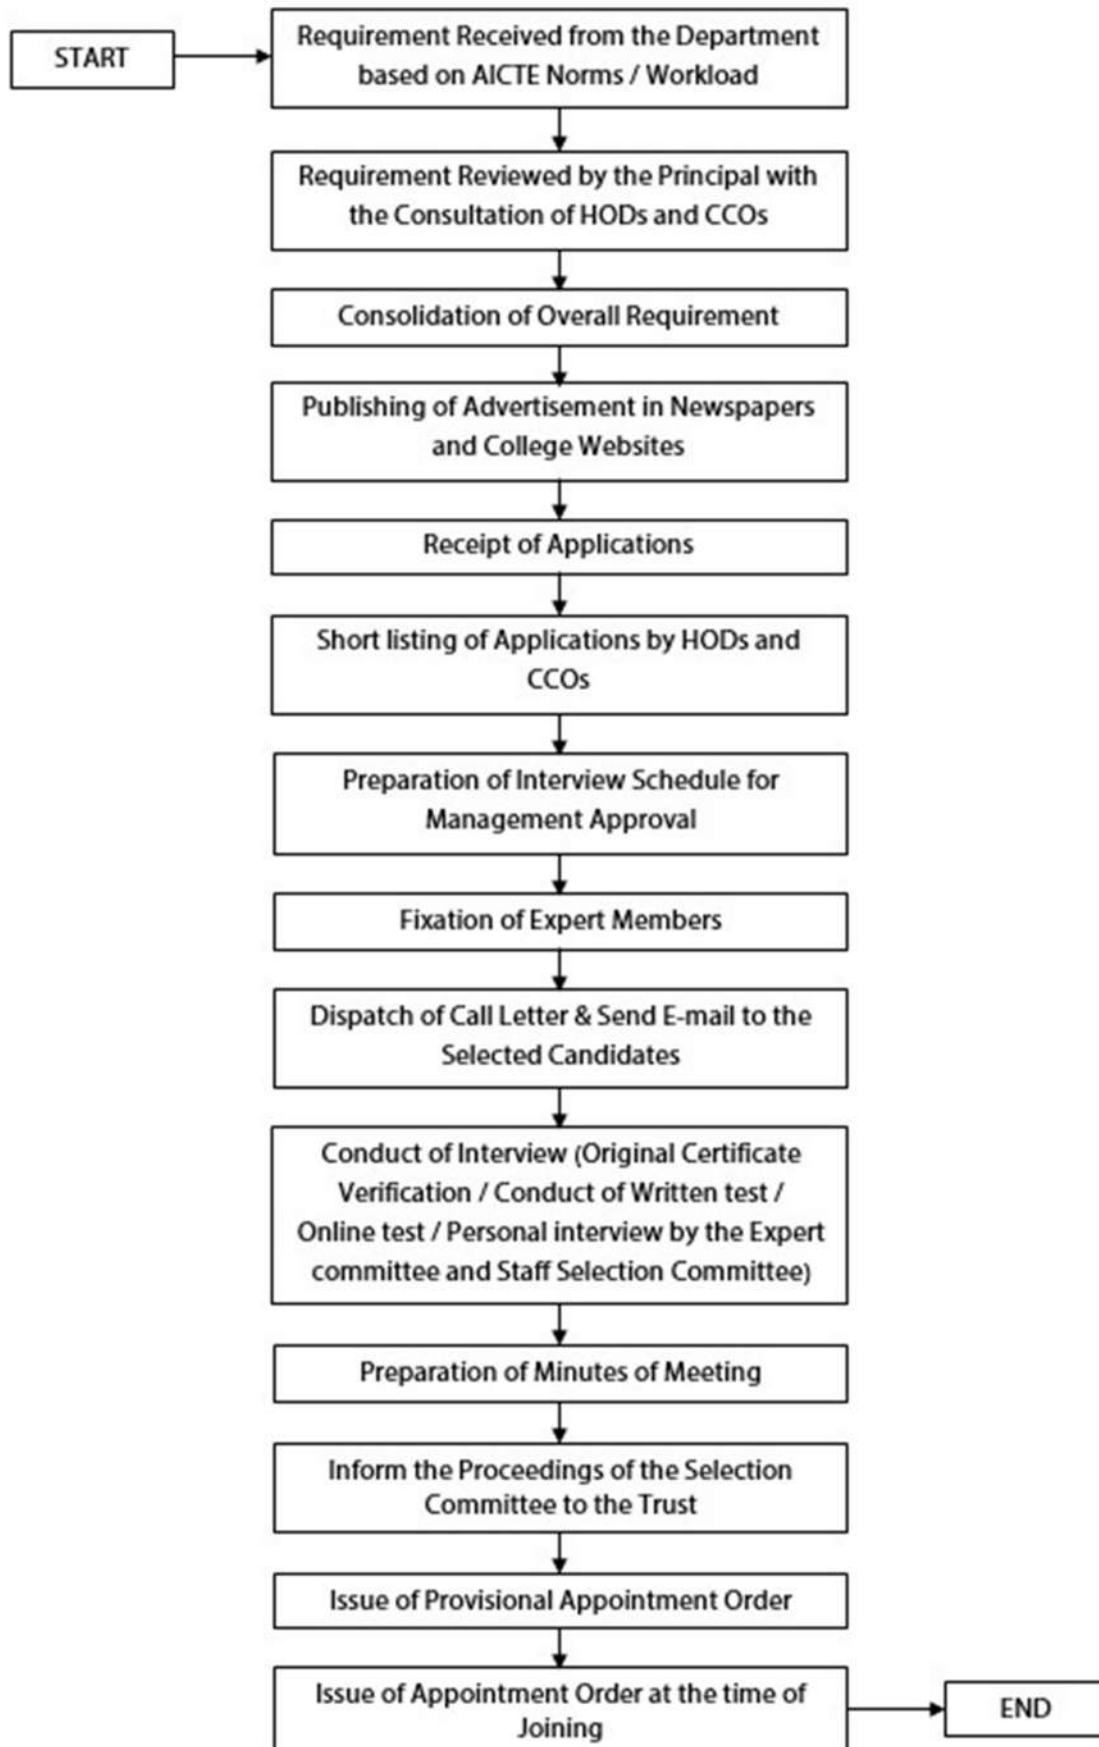 START
Requirement Received from the Department
based on AICTE Norms / Workload
Requirement Reviewed by the Principal with
the Consultation of HODs and CCOs
Consolidation of Overall Requirement
Publishing of Advertisement in Newspapers
and College Websites
Receipt of Applications
Short listing of Applications by HODs and
CCOs
Preparation of Interview Schedule for
Management Approval
Fixation of Expert Members
Dispatch of Call Letter & Send E-mail to the
Selected Candidates
Conduct of Interview (Original Certificate
Verification / Conduct of Written test /
Online test / Personal interview by the Expert
committee and Staff Selection Committee)
Preparation of Minutes of Meeting
Inform the Proceedings of the Selection
Committee to the Trust
Issue of Provisional Appointment Order
Issue of Appointment Order at the time of
Joining
END